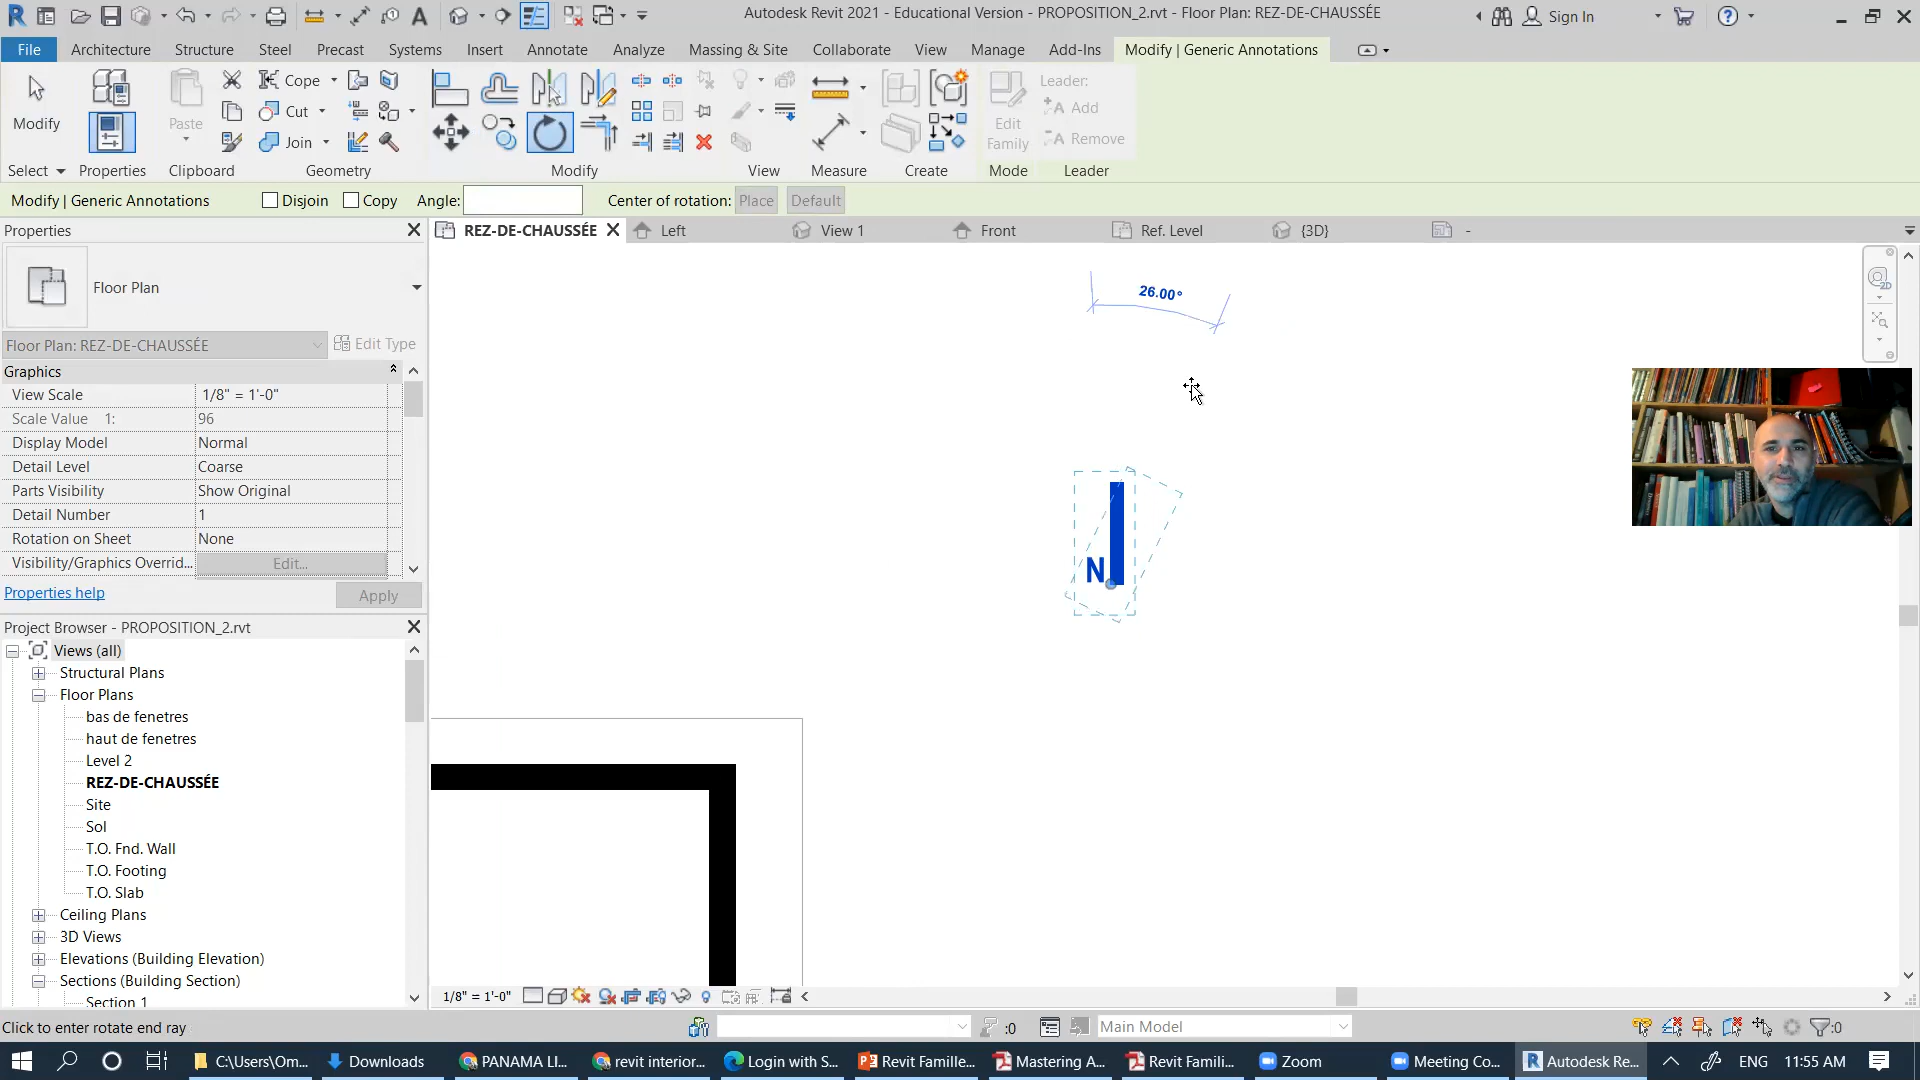 Autodesk Revit 2021 - Educational Version - PROPOSITION_2.rvt - Floor Plan: REZ-DE-CHAUSSÉE
Sign In
File Architecture Structure Steel Precast Systems Insert Annotate Analyze Massing & Site Collaborate View Manage Add-Ins Modify | Generic Annotations
Modify
Paste
Cope
Cut
Join
Edit
Family
Leader:
Add
Remove
Select Properties Clipboard Geometry Modify View Measure Create Mode Leader
Modify | Generic Annotations Disjoin Copy Angle: Center of rotation: Place Default
Properties
REZ-DE-CHAUSSÉE Left View 1 Front Ref. Level {3D} -
Floor Plan
Floor Plan: REZ-DE-CHAUSSÉE Edit Type
Graphics
View Scale 1/8" = 1'-0"
Scale Value 1: 96
Display Model Normal
Detail Level Coarse
Parts Visibility Show Original
Detail Number 1
Rotation on Sheet None
Visibility/Graphics Overrid... Edit...
Properties help Apply
26.00°
2D
N
Project Browser - PROPOSITION_2.rvt
Views (all)
Structural Plans
Floor Plans
bas de fenetres
haut de fenetres
Level 2
REZ-DE-CHAUSSÉE
Site
Sol
T.O. Fnd. Wall
T.O. Footing
T.O. Slab
Ceiling Plans
3D Views
Elevations (Building Elevation)
Sections (Building Section)
Section 1
1/8" = 1'-0"
Click to enter rotate end ray
:0
Main Model
:0
C:\Users\Om... Downloads PANAMA LI... revit interior... Login with S... Revit Famille... Mastering A... Revit Famili... Zoom Meeting Co... Autodesk Re... ENG 11:55 AM